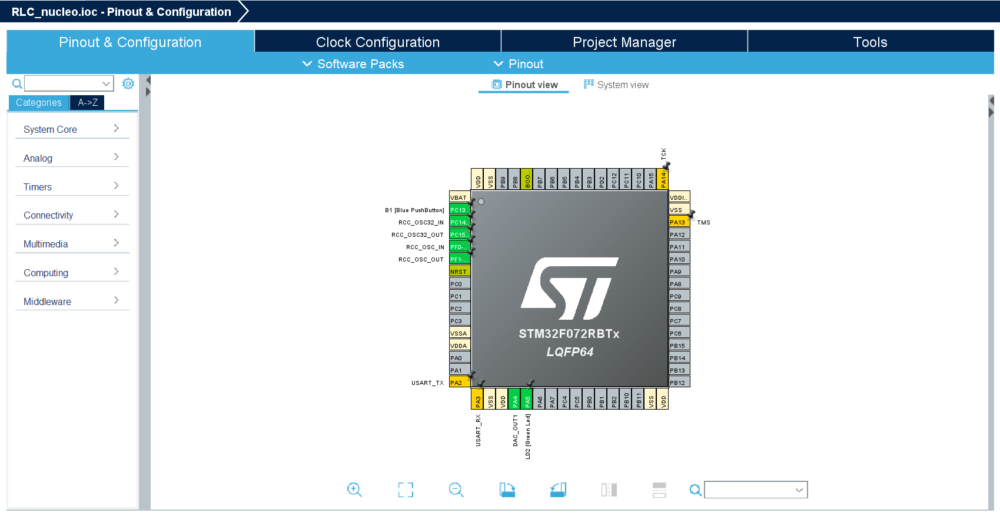 RLC_nucleo.ioc - Pinout & Configuration
Pinout & Configuration
Clock Configuration
Project Manager
Tools
Software Packs
Pinout
Pinout view
System view
Categories
A->Z
System Core
Analog
Timers
Connectivity
Multimedia
Computing
Middleware
TCK
VDD
VSS
PB9
PB8
BOO..
PB7
PB6
PB5
PB4
PB3
PD2
PC12
PC11
PC10
PA15
PA14
VBAT
B1 [Blue PushButton] PC13
RCC_OSC32_IN PC14..
RCC_OSC32_OUT PC15..
RCC_OSC_IN PF0-..
RCC_OSC_OUT PF1-..
NRST
PC0
PC1
PC2
PC3
VSSA
VDDA
PA0
PA1
USART_TX PA2
ST
STM32F072RBTx
LQFP64
VDDI..
VSS
PA13 TMS
PA12
PA11
PA10
PA9
PA8
PC9
PC8
PC7
PC6
PB15
PB14
PB13
PB12
PA3
VSS
VDD
PA4
PA5
PA6
PA7
PC4
PC5
PB0
PB1
PB2
PB10
PB11
VSS
VDD
USART_RX
DAC_OUT1
LD2 [Green Led]